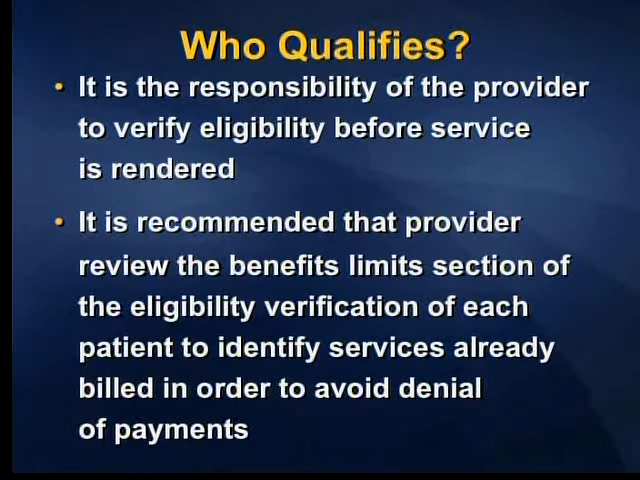 Who Qualifies?
• It is the responsibility of the provider
to verify eligibility before service
is rendered
• It is recommended that provider
review the benefits limits section of
the eligibility verification of each
patient to identify services already
billed in order to avoid denial
of payments